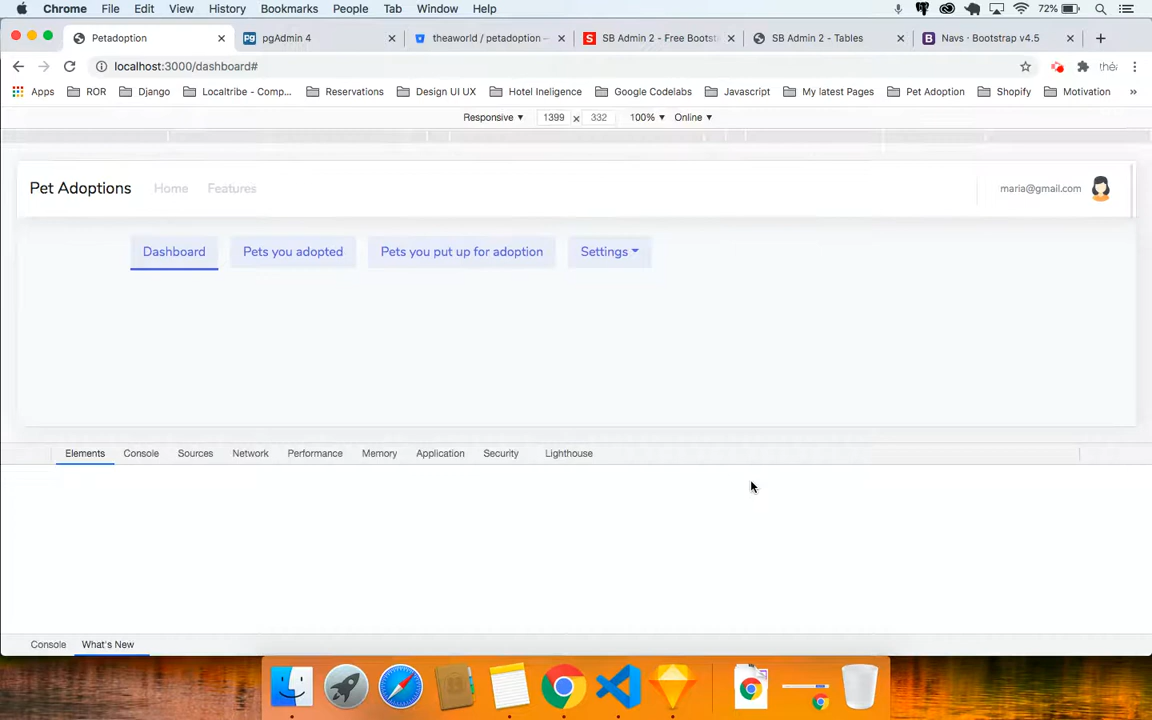 Chrome File Edit View History Bookmarks People Tab Window Help 72%
Petadoption pgAdmin 4 theaworld / petadoption — SB Admin 2 - Free Bootst SB Admin 2 - Tables Navs · Bootstrap v4.5
localhost:3000/dashboard#
Apps ROR Django Localtribe - Comp... Reservations Design UI UX Hotel Ineligence Google Codelabs Javascript My latest Pages Pet Adoption Shopify Motivation »
Responsive 1399 × 332 100% Online
Pet Adoptions Home Features maria@gmail.com
Dashboard Pets you adopted Pets you put up for adoption Settings
Elements Console Sources Network Performance Memory Application Security Lighthouse
Console What's New